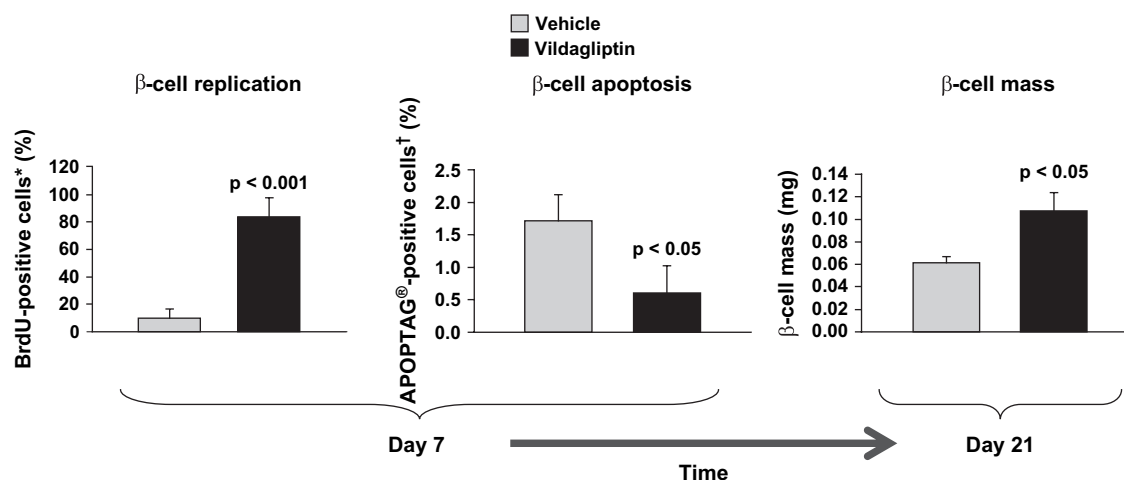 Vehicle
Vildagliptin
β-cell replication
BrdU-positive cells* (%)
120
100
80
60
40
20
0
p < 0.001
β-cell apoptosis
APOPTAG®-positive cells† (%)
2.5
2.0
1.5
1.0
0.5
0.0
p < 0.05
β-cell mass
β-cell mass (mg)
0.14
0.12
0.10
0.08
0.06
0.04
0.02
0.00
p < 0.05
Day 7
Day 21
Time